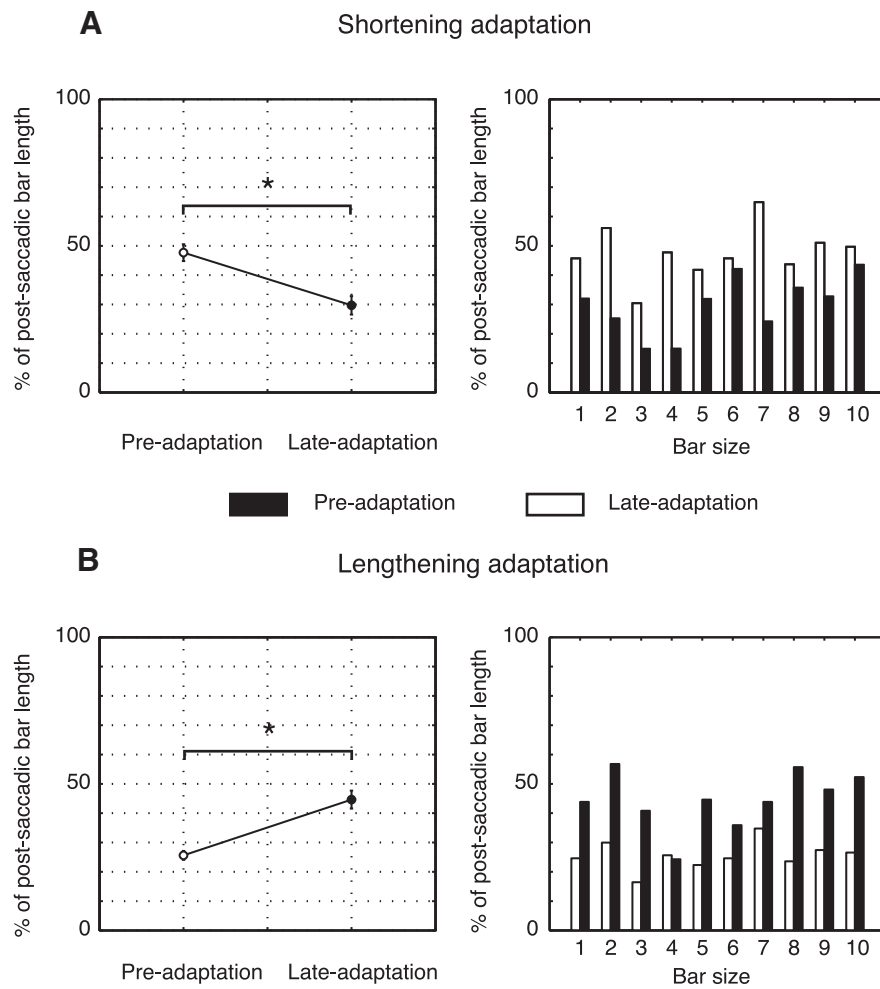 A
Shortening adaptation
% of post-saccadic bar length
100
50
0
*
Pre-adaptation Late-adaptation
% of post-saccadic bar length
100
50
0
1 2 3 4 5 6 7 8 9 10
Bar size
Pre-adaptation Late-adaptation
B
Lengthening adaptation
% of post-saccadic bar length
100
50
0
*
Pre-adaptation Late-adaptation
% of post-saccadic bar length
100
50
0
1 2 3 4 5 6 7 8 9 10
Bar size